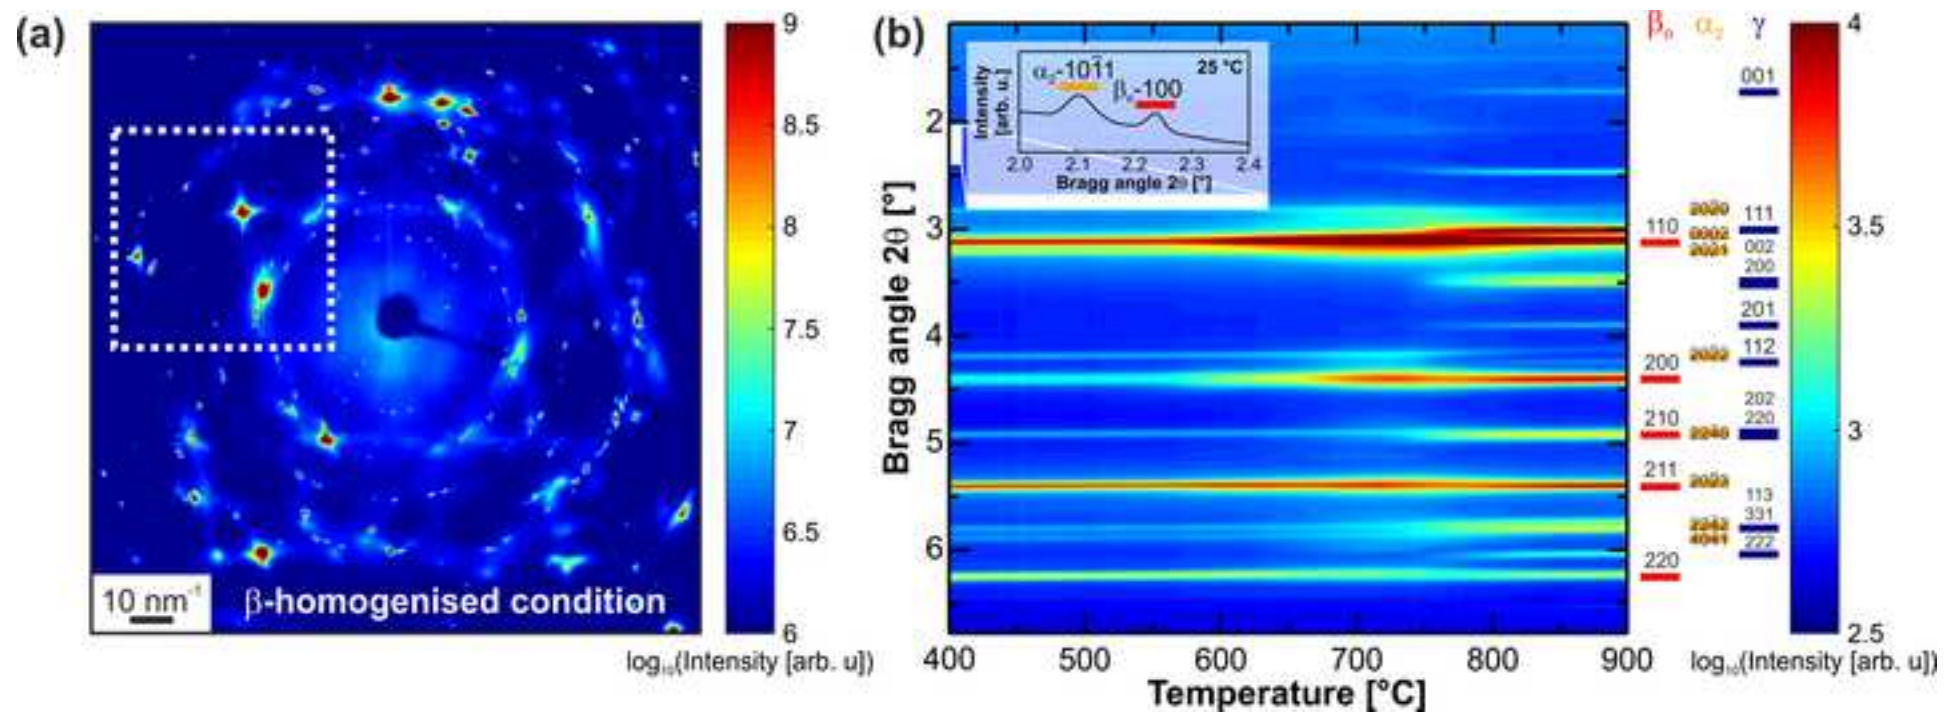 (a)
9
8.5
8
7.5
7
6.5
6
10 nm⁻¹
β-homogenised condition
log₁₀(Intensity [arb. u])
(b)
Bragg angle 2θ [°]
2
3
4
5
6
400
500
600
700
800
900
Temperature [°C]
Intensity
[arb. u.]
α₂-101̄1
25 °C
βₒ-100
2.0
2.1
2.2
2.3
2.4
Bragg angle 2θ [°]
βₒ
110
200
210
211
220
α₂
0002
γ
001
111
002
200
201
112
202
220
113
331
222
4
3.5
3
2.5
log₁₀(Intensity [arb. u])